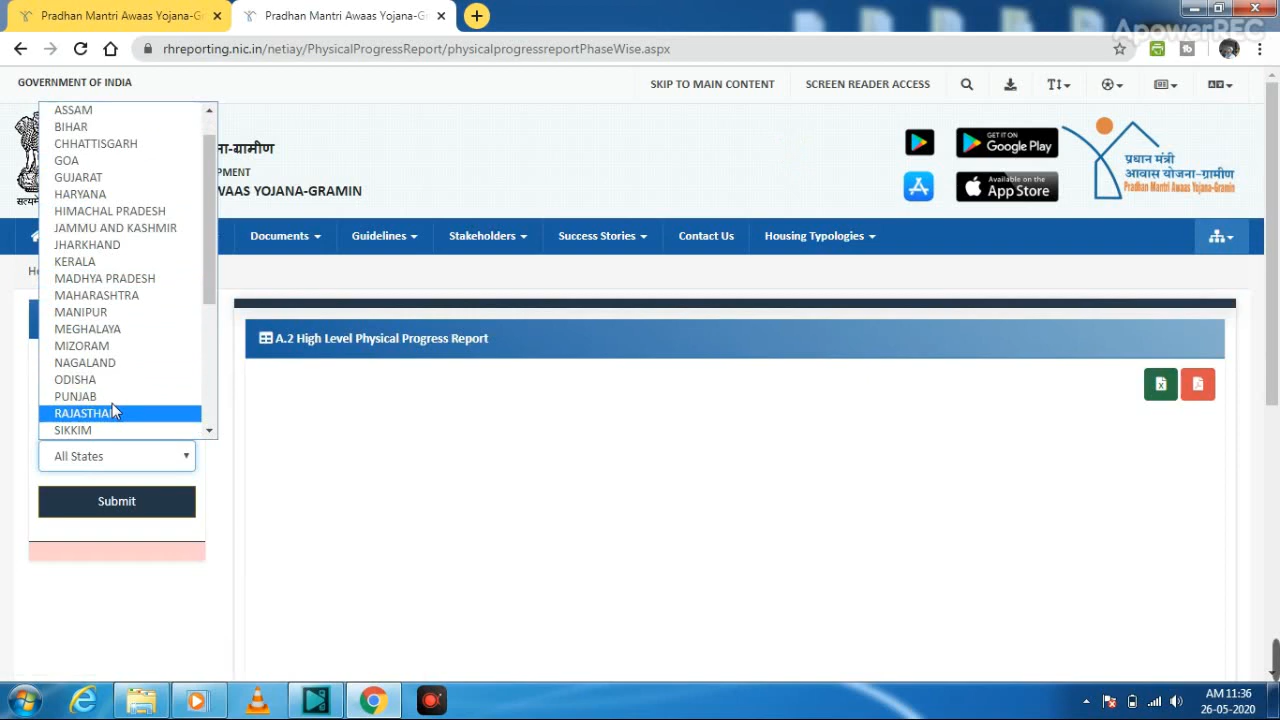 Pradhan Mantri Awaas Yojana-G
Pradhan Mantri Awaas Yojana-G
ApowerREC
rhreporting.nic.in/netiay/PhysicalProgressReport/physicalprogressreportPhaseWise.aspx
GOVERNMENT OF INDIA
SKIP TO MAIN CONTENT
SCREEN READER ACCESS
ASSAM
BIHAR
CHHATTISGARH
GOA
GUJARAT
HARYANA
HIMACHAL PRADESH
JAMMU AND KASHMIR
JHARKHAND
KERALA
MADHYA PRADESH
MAHARASHTRA
MANIPUR
MEGHALAYA
MIZORAM
NAGALAND
ODISHA
PUNJAB
RAJASTHAN
SIKKIM
All States
Submit
ना-ग्रामीण
PMENT
WAAS YOJANA-GRAMIN
GET IT ON
Google Play
Available on the
App Store
प्रधान मंत्री
आवास योजना-ग्रामीण
Pradhan Mantri Awaas Yojana-Gramin
Documents
Guidelines
Stakeholders
Success Stories
Contact Us
Housing Typologies
A.2 High Level Physical Progress Report
AM 11:36
26-05-2020